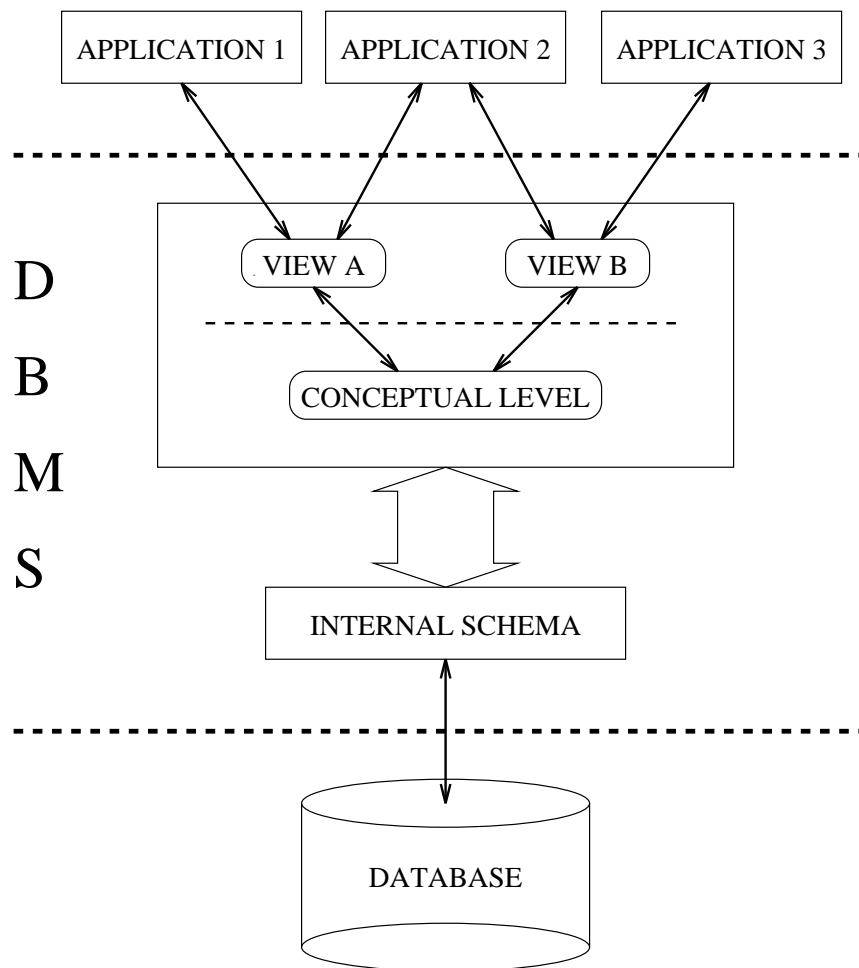 APPLICATION 1
APPLICATION 2
APPLICATION 3
D
B
M
S
VIEW A
VIEW B
CONCEPTUAL LEVEL
INTERNAL SCHEMA
DATABASE